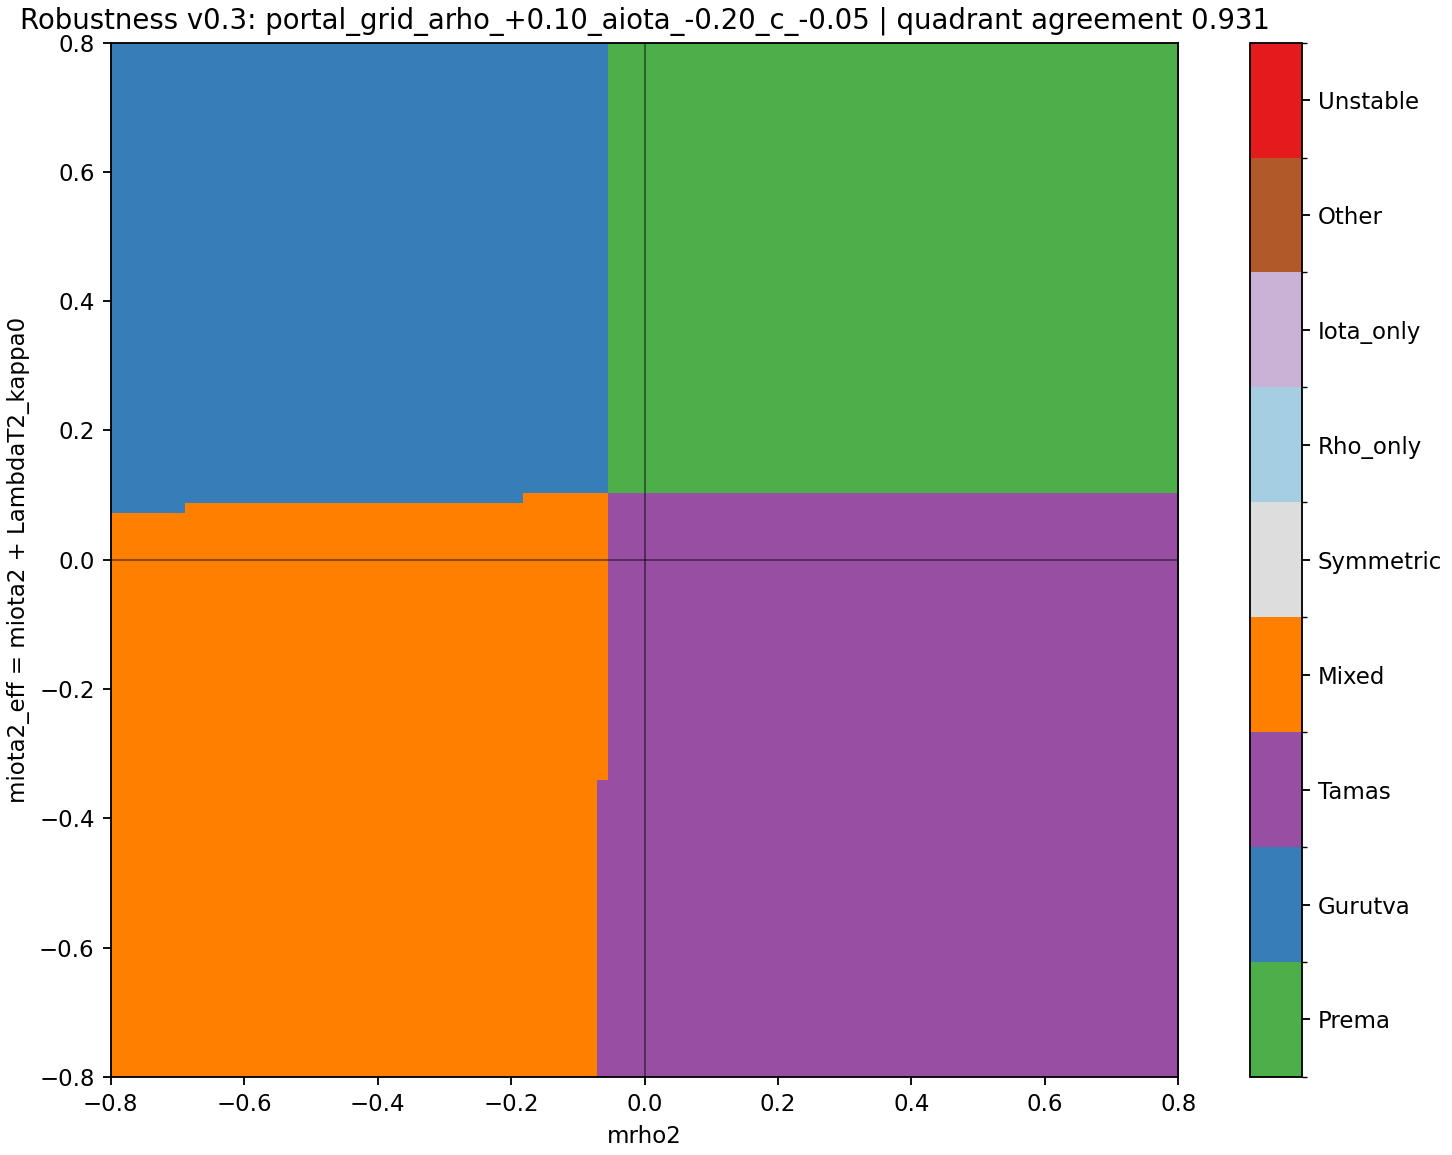 Robustness v0.3: portal_grid_arho_+0.10_aiota_-0.20_c_-0.05 | quadrant agreement 0.931
miota2_eff = miota2 + LambdaT2_kappa0
0.8
0.6
0.4
0.2
0.0
−0.2
−0.4
−0.6
−0.8
−0.8
−0.6
−0.4
−0.2
0.0
0.2
0.4
0.6
0.8
mrho2
Unstable
Other
Iota_only
Rho_only
Symmetric
Mixed
Tamas
Gurutva
Prema